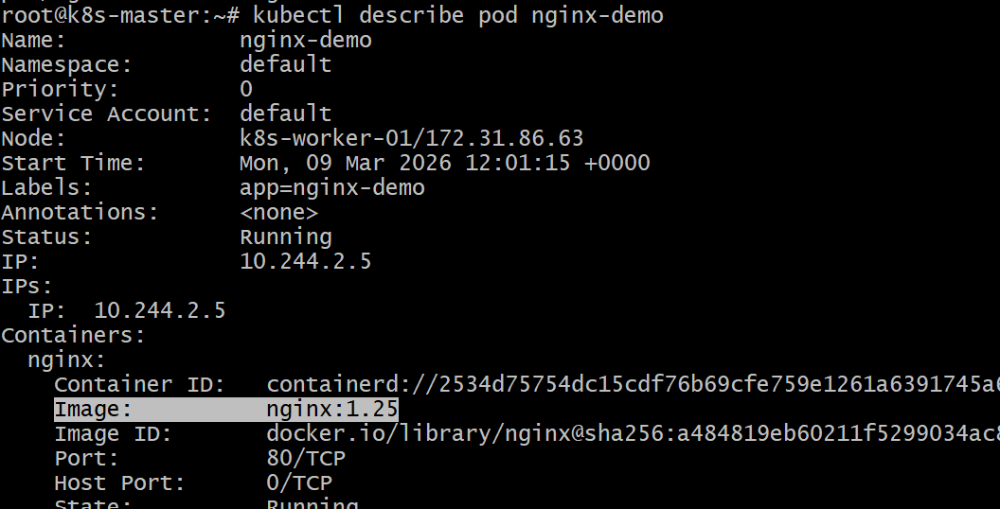 root@k8s-master:~# kubectl describe pod nginx-demo
Name:             nginx-demo
Namespace:        default
Priority:         0
Service Account:  default
Node:             k8s-worker-01/172.31.86.63
Start Time:       Mon, 09 Mar 2026 12:01:15 +0000
Labels:           app=nginx-demo
Annotations:      <none>
Status:           Running
IP:               10.244.2.5
IPs:
  IP:  10.244.2.5
Containers:
  nginx:
    Container ID:   containerd://2534d75754dc15cdf76b69cfe759e1261a6391745a6
    Image:          nginx:1.25
    Image ID:       docker.io/library/nginx@sha256:a484819eb60211f5299034ac8
    Port:           80/TCP
    Host Port:      0/TCP
    State:          Running